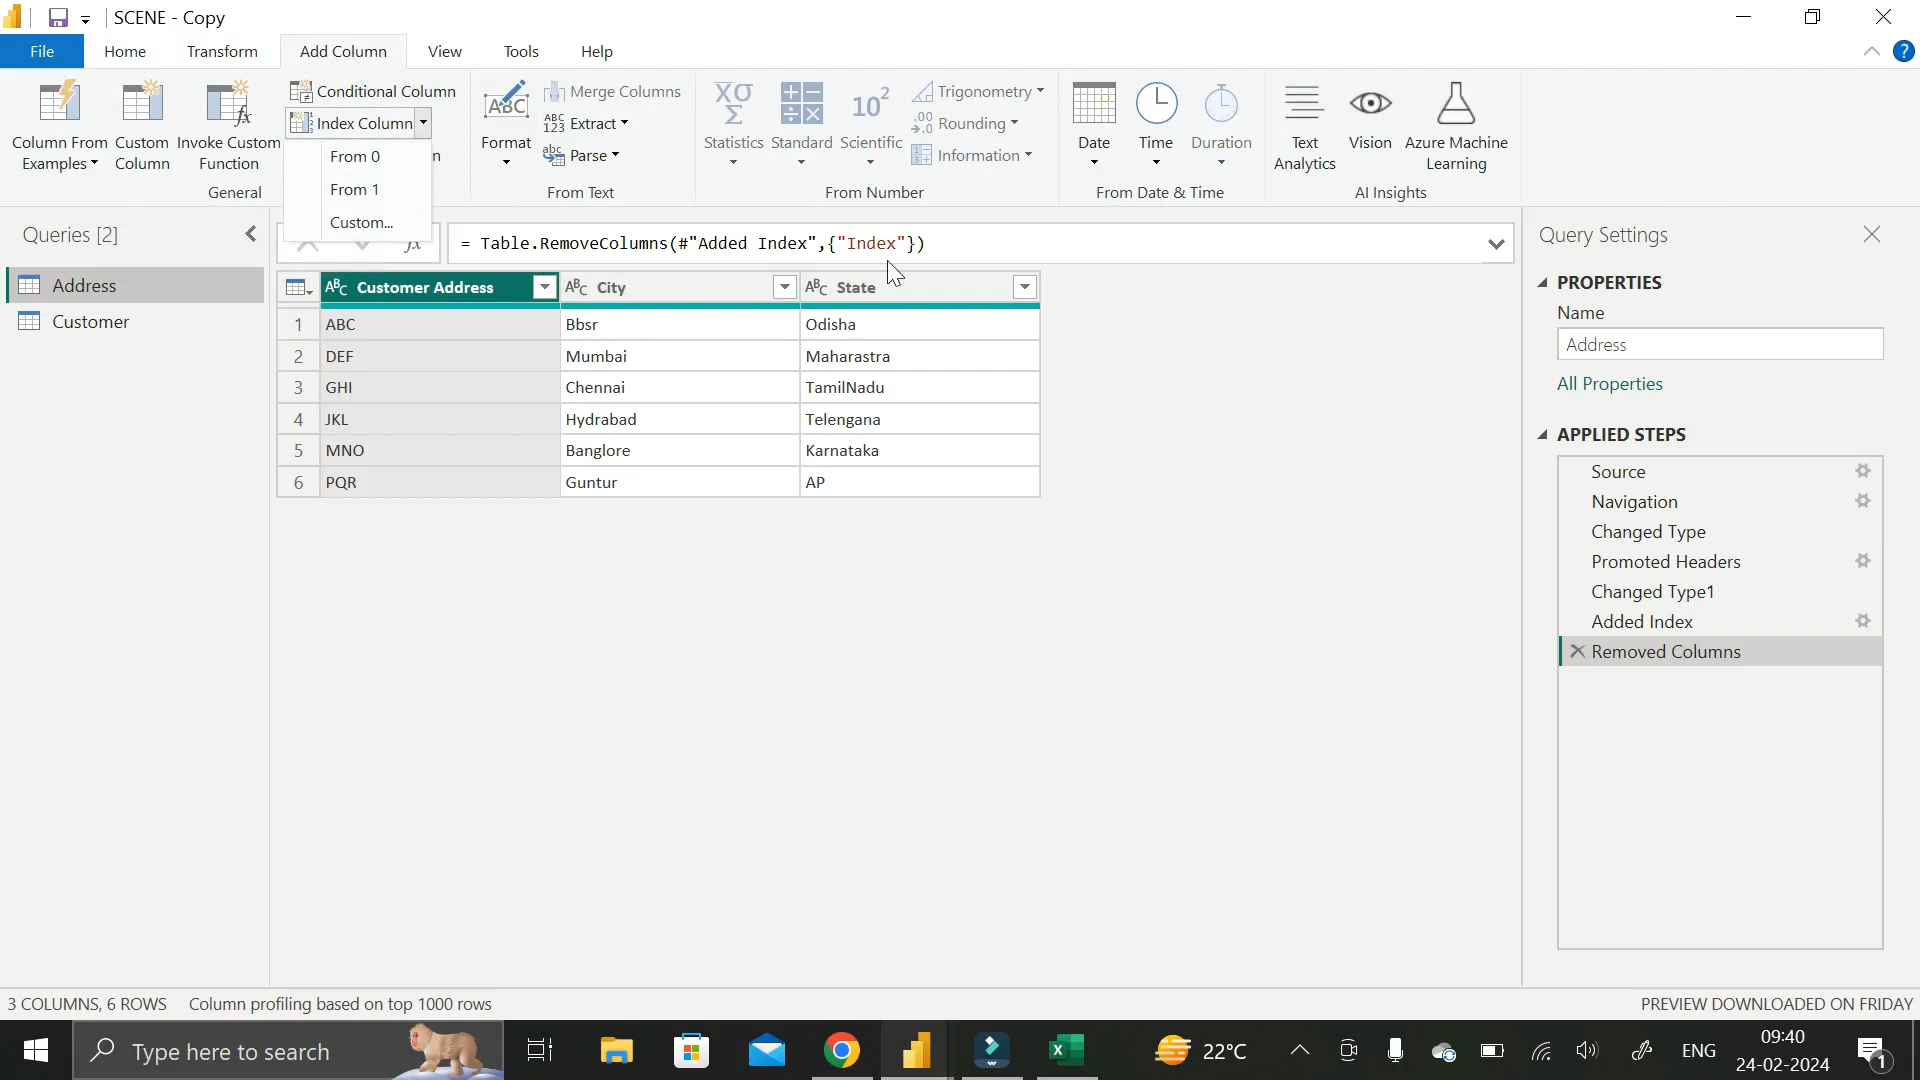 SCENE - Copy
File Home Transform Add Column View Tools Help
Column From Examples
Custom Column
Invoke Custom Function
Conditional Column
Index Column
From 0
From 1
Custom...
General
Format
Merge Columns
Extract
Parse
From Text
Statistics
Standard
Scientific
Trigonometry
Rounding
Information
From Number
Date
Time
Duration
From Date & Time
Text Analytics
Vision
Azure Machine Learning
AI Insights
Queries [2]
Address
Customer
= Table.RemoveColumns(#"Added Index",{"Index"})
Customer Address City State
1 ABC Bbsr Odisha
2 DEF Mumbai Maharastra
3 GHI Chennai TamilNadu
4 JKL Hydrabad Telengana
5 MNO Banglore Karnataka
6 PQR Guntur AP
Query Settings
PROPERTIES
Name
Address
All Properties
APPLIED STEPS
Source
Navigation
Changed Type
Promoted Headers
Changed Type1
Added Index
Removed Columns
3 COLUMNS, 6 ROWS Column profiling based on top 1000 rows
PREVIEW DOWNLOADED ON FRIDAY
Type here to search
22°C
ENG
09:40
24-02-2024
1